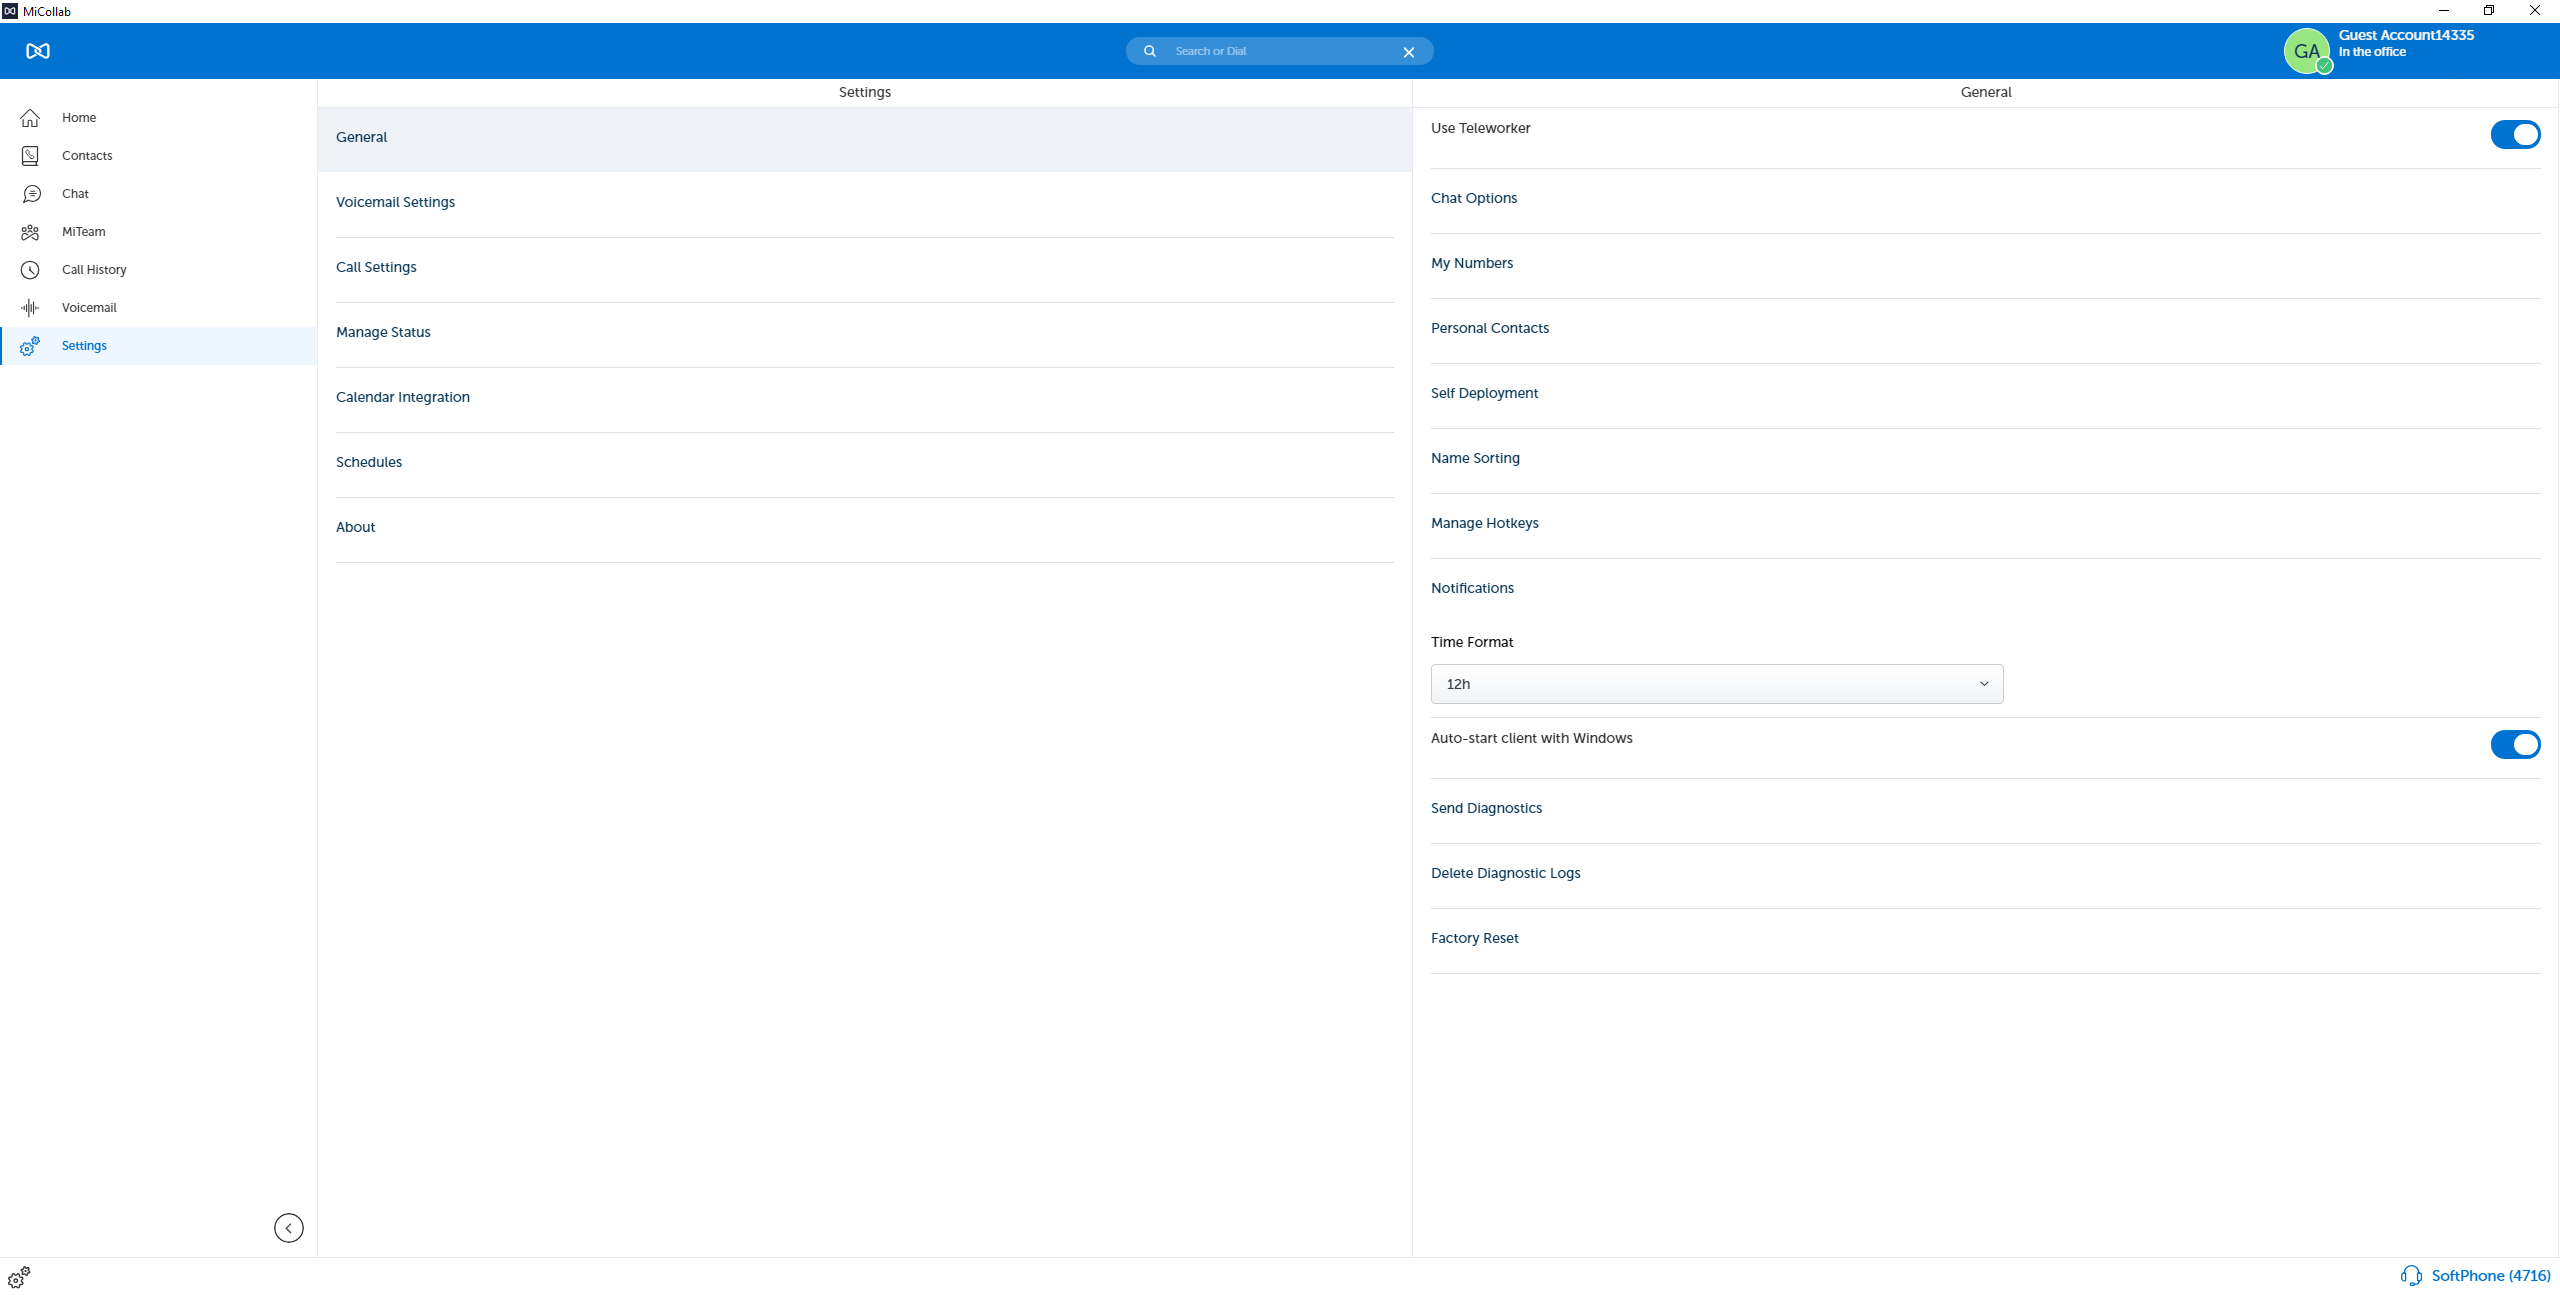 MiCollab
Search or Dial
GA
Guest Account14335
In the office
Home
Contacts
Chat
MiTeam
Call History
Voicemail
Settings
Settings
General
Voicemail Settings
Call Settings
Manage Status
Calendar Integration
Schedules
About
General
Use Teleworker
Chat Options
My Numbers
Personal Contacts
Self Deployment
Name Sorting
Manage Hotkeys
Notifications
Time Format
12h
Auto-start client with Windows
Send Diagnostics
Delete Diagnostic Logs
Factory Reset
SoftPhone (4716)